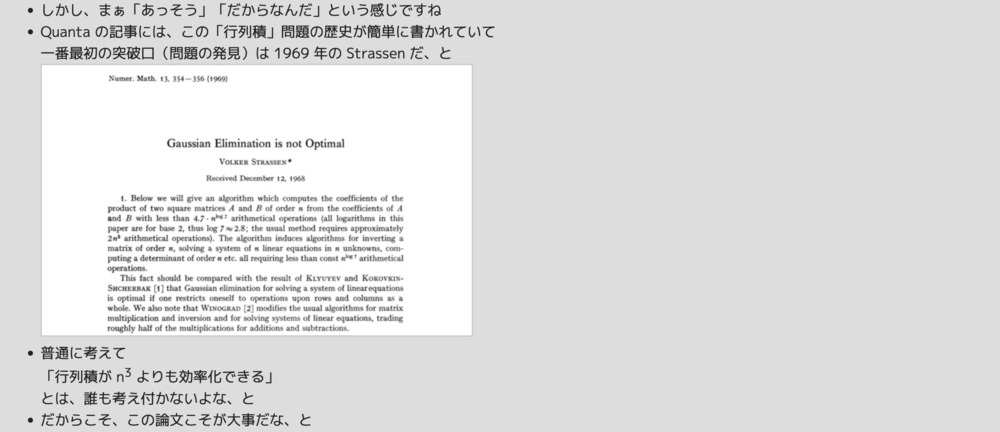 • しかし、まぁ「あっそう」「だからなんだ」という感じですね
• Quanta の記事には、この「行列積」問題の歴史が簡単に書かれていて
一番最初の突破口（問題の発見）は 1969 年の Strassen だ、と
Numer. Math. 13, 354—356 (1969)
Gaussian Elimination is not Optimal
VOLKER STRASSEN*
Received December 12, 1968
1. Below we will give an algorithm which computes the coefficients of the
product of two square matrices A and B of order n from the coefficients of A
and B with less than 4.7 · n^log 7 arithmetical operations (all logarithms in this
paper are for base 2, thus log 7 ≈ 2.8; the usual method requires approximately
2n³ arithmetical operations). The algorithm induces algorithms for inverting a
matrix of order n, solving a system of n linear equations in n unknowns, com-
puting a determinant of order n etc. all requiring less than const n^log 7 arithmetical
operations.
This fact should be compared with the result of KLYUYEV and KOKOVKIN-
SHCHERBAK [1] that Gaussian elimination for solving a system of linear equations
is optimal if one restricts oneself to operations upon rows and columns as a
whole. We also note that WINOGRAD [2] modifies the usual algorithms for matrix
multiplication and inversion and for solving systems of linear equations, trading
roughly half of the multiplications for additions and subtractions.
• 普通に考えて
「行列積が n³ よりも効率化できる」
とは、誰も考え付かないよな、と
• だからこそ、この論文こそが大事だな、と